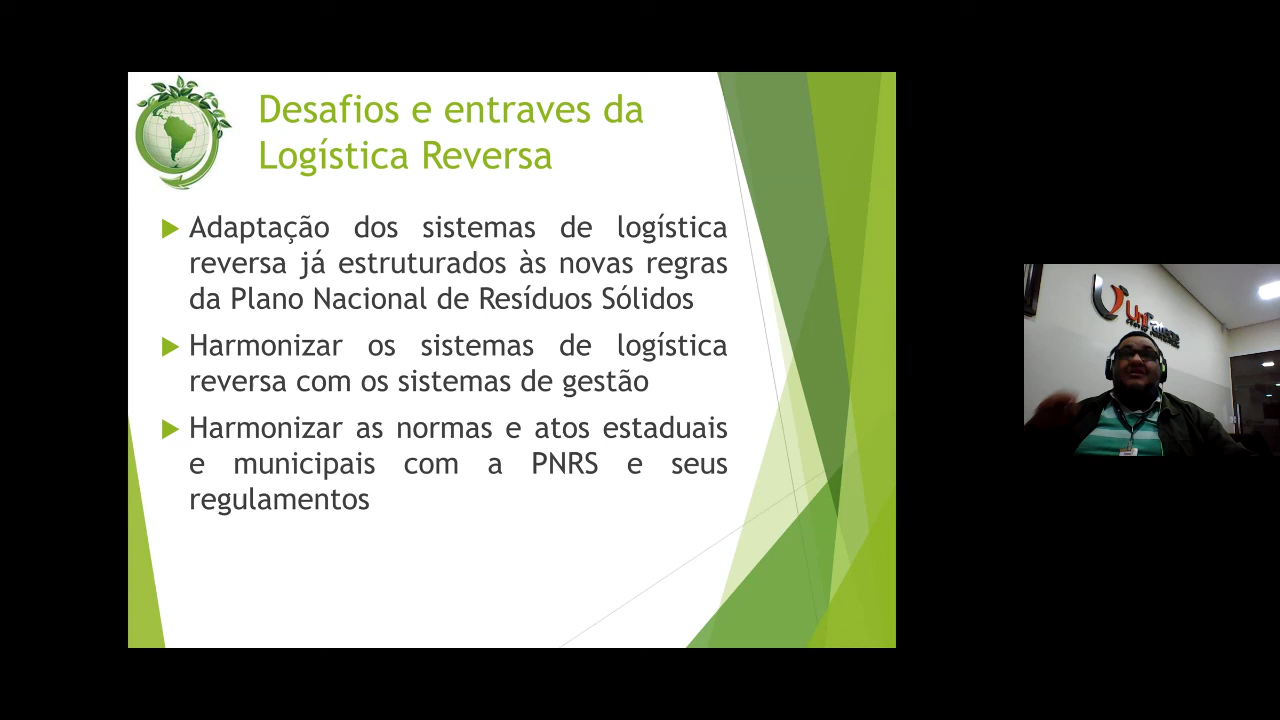 Desafios e entraves da
Logística Reversa
Adaptação dos sistemas de logística
reversa já estruturados às novas regras
da Plano Nacional de Resíduos Sólidos
Harmonizar os sistemas de logística
reversa com os sistemas de gestão
Harmonizar as normas e atos estaduais
e municipais com a PNRS e seus
regulamentos